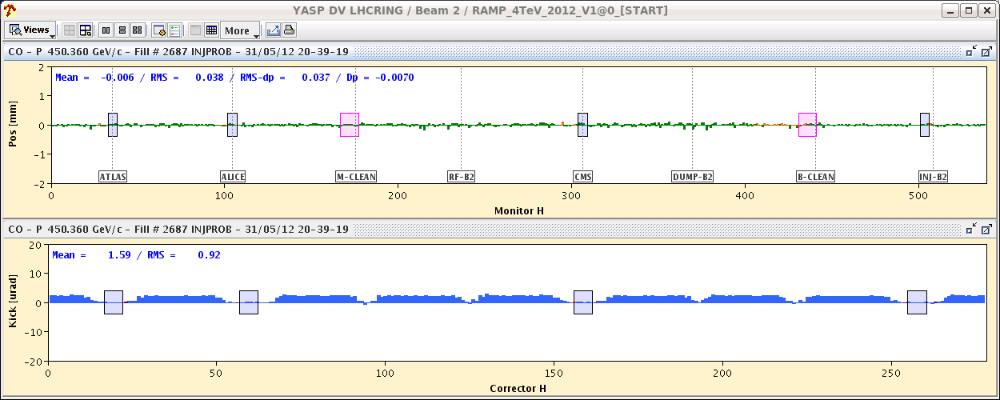 YASP DV LHCRING / Beam 2 / RAMP_4TeV_2012_V1@0_[START]
Views More
CO - P 450.360 GeV/c - Fill # 2687 INJPROB - 31/05/12 20-39-19
Mean = -0.006 / RMS = 0.038 / RMS-dp = 0.037 / Dp = -0.0070
Pos [mm]
2
1
0
-1
-2
ATLAS ALICE M-CLEAN RF-B2 CMS DUMP-B2 B-CLEAN INJ-B2
0 100 200 300 400 500
Monitor H
CO - P 450.360 GeV/c - Fill # 2687 INJPROB - 31/05/12 20-39-19
Mean = 1.59 / RMS = 0.92
Kick [urad]
20
10
0
-10
-20
0 50 100 150 200 250
Corrector H